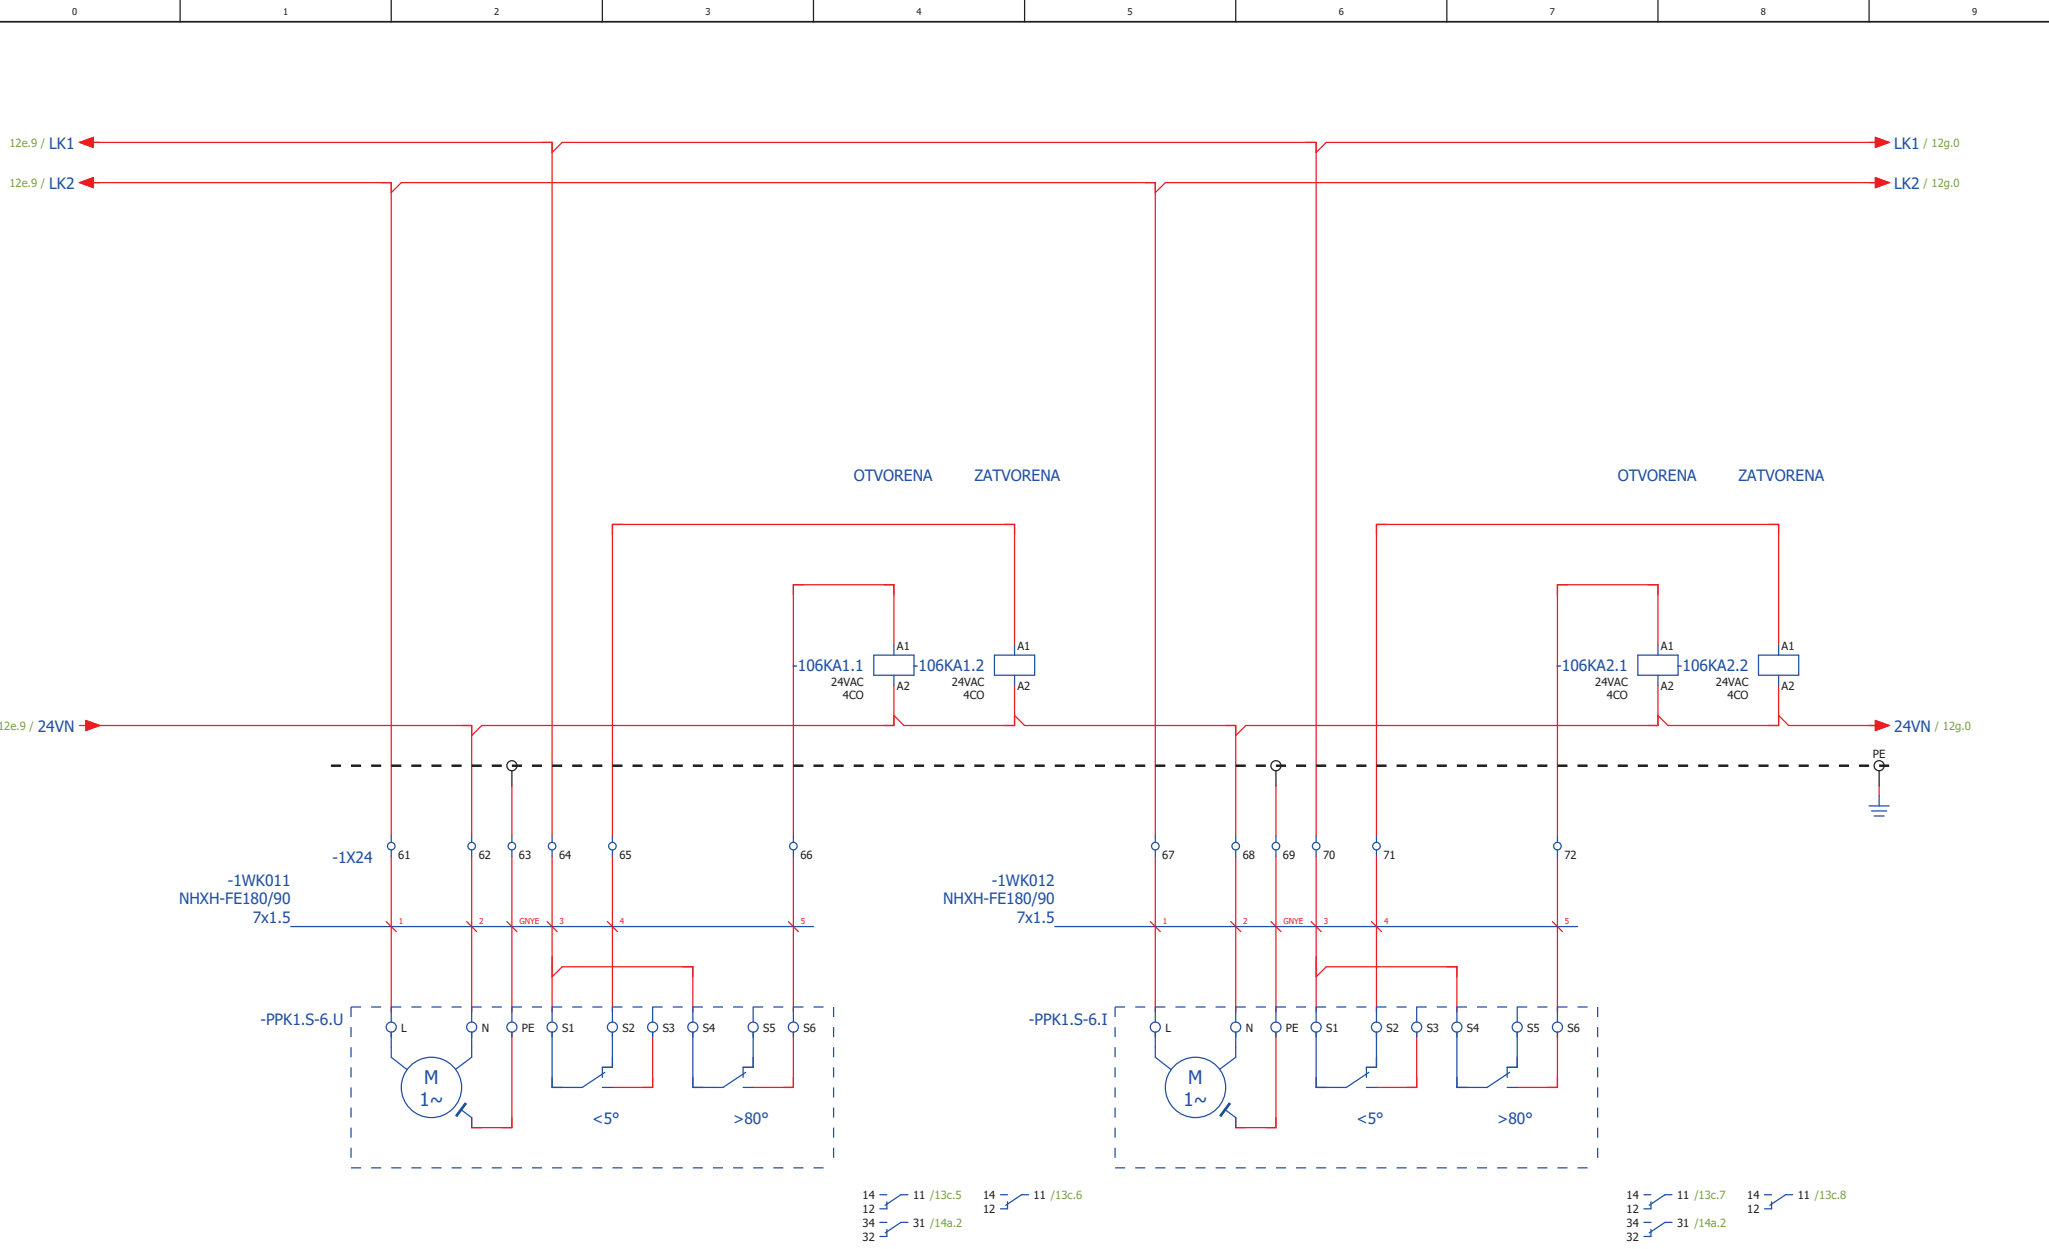 0 1 2 3 4 5 6 7 8 9
12e.9 / LK1 LK1 / 12g.0
12e.9 / LK2 LK2 / 12g.0
OTVORENA ZATVORENA OTVORENA ZATVORENA
A1 A1 A1 A1
-106KA1.1 -106KA1.2 -106KA2.1 -106KA2.2
24VAC 24VAC 24VAC 24VAC
4CO A2 4CO A2 4CO A2 4CO A2
12e.9 / 24VN 24VN / 12g.0
PE
-1X24 61 62 63 64 65 66 67 68 69 70 71 72
-1WK011 -1WK012
NHXH-FE180/90 NHXH-FE180/90
7x1.5 1 2 GNYE 3 4 5 7x1.5 1 2 GNYE 3 4 5
-PPK1.S-6.U L N PE S1 S2 S3 S4 S5 S6 -PPK1.S-6.I L N PE S1 S2 S3 S4 S5 S6
M M
1~ 1~
<5° >80° <5° >80°
14 11 /13c.5 14 11 /13c.6 14 11 /13c.7 14 11 /13c.8
12 12 12 12
34 31 /14a.2 34 31 /14a.2
32 32